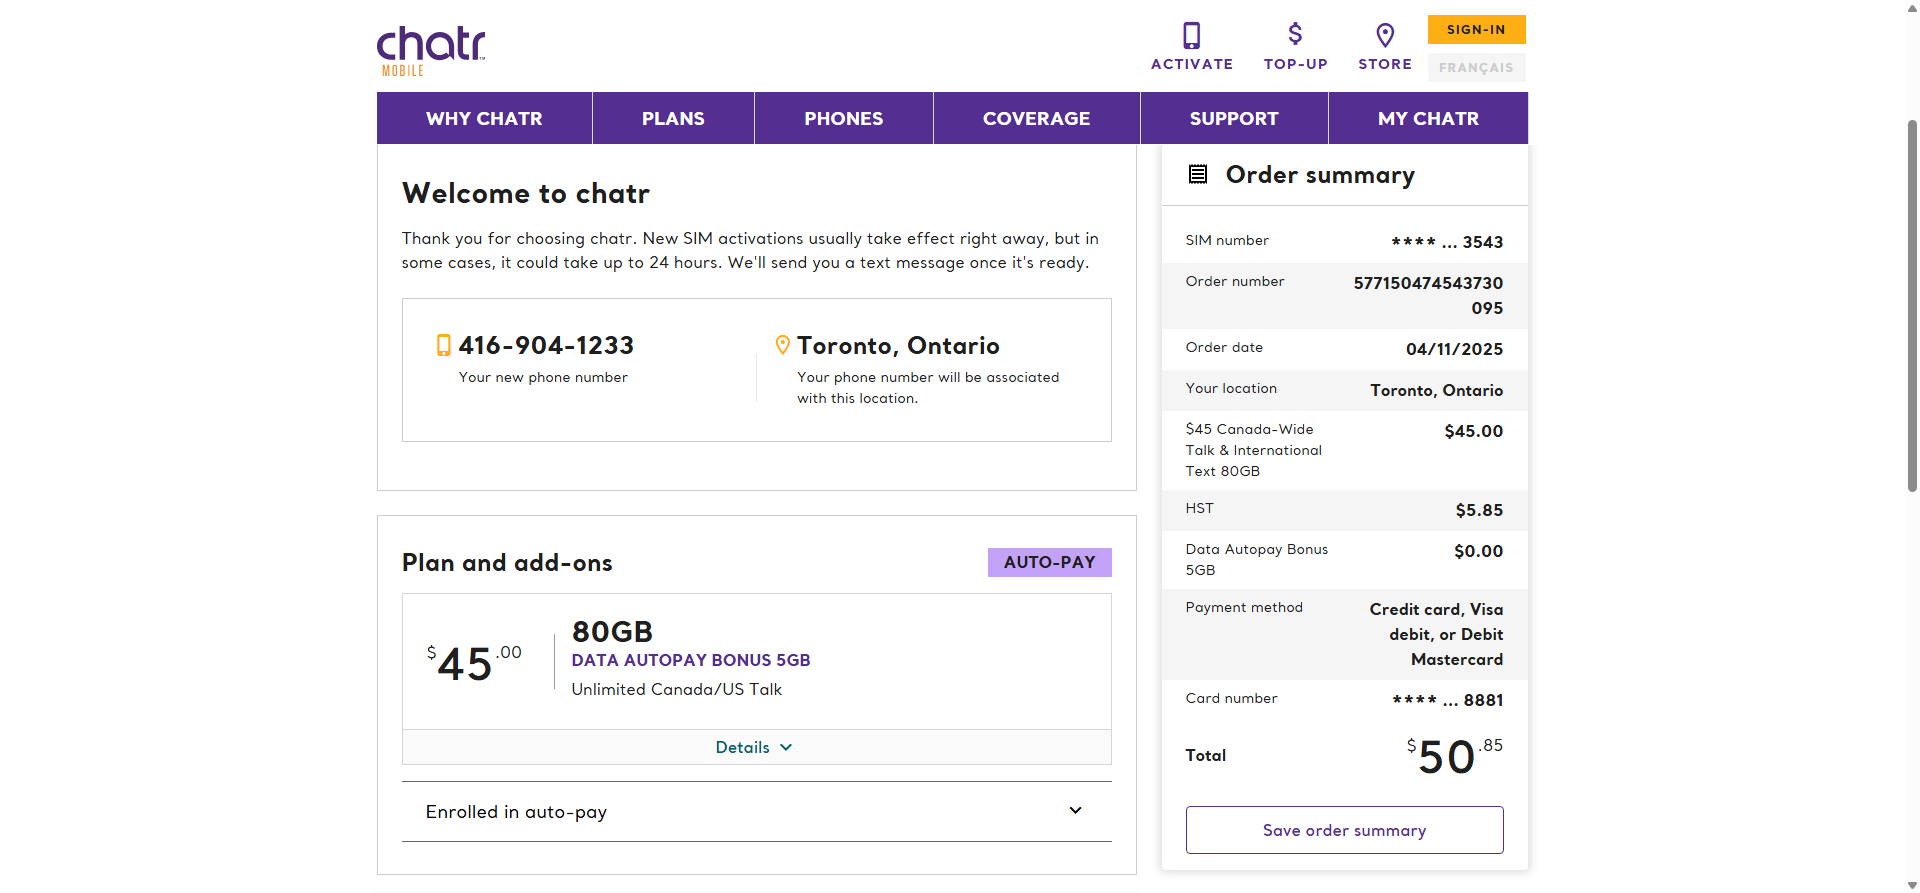 chatr
MOBILE
ACTIVATE
TOP-UP
STORE
SIGN-IN
FRANÇAIS
WHY CHATR
PLANS
PHONES
COVERAGE
SUPPORT
MY CHATR
Welcome to chatr
Thank you for choosing chatr. New SIM activations usually take effect right away, but in
some cases, it could take up to 24 hours. We'll send you a text message once it's ready.
416-904-1233
Your new phone number
Toronto, Ontario
Your phone number will be associated
with this location.
Plan and add-ons
AUTO-PAY
$45.00
80GB
DATA AUTOPAY BONUS 5GB
Unlimited Canada/US Talk
Details
Enrolled in auto-pay
Order summary
SIM number
**** ... 3543
Order number
577150474543730
095
Order date
04/11/2025
Your location
Toronto, Ontario
$45 Canada-Wide
Talk & International
Text 80GB
$45.00
HST
$5.85
Data Autopay Bonus
5GB
$0.00
Payment method
Credit card, Visa
debit, or Debit
Mastercard
Card number
**** ... 8881
Total
$50.85
Save order summary